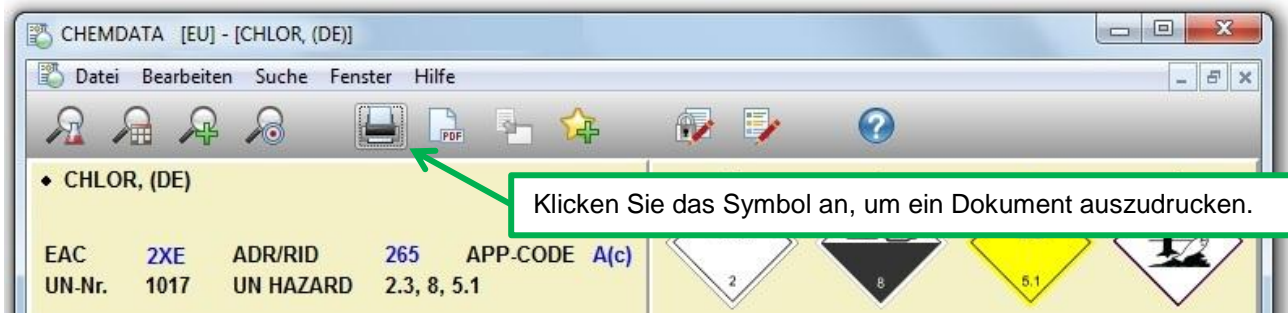 CHEMDATA [EU] - [CHLOR, (DE)]
Datei Bearbeiten Suche Fenster Hilfe
PDF
• CHLOR, (DE)
Klicken Sie das Symbol an, um ein Dokument auszudrucken.
EAC 2XE ADR/RID 265 APP-CODE A(c)
UN-Nr. 1017 UN HAZARD 2.3, 8, 5.1
2 8 5.1 9